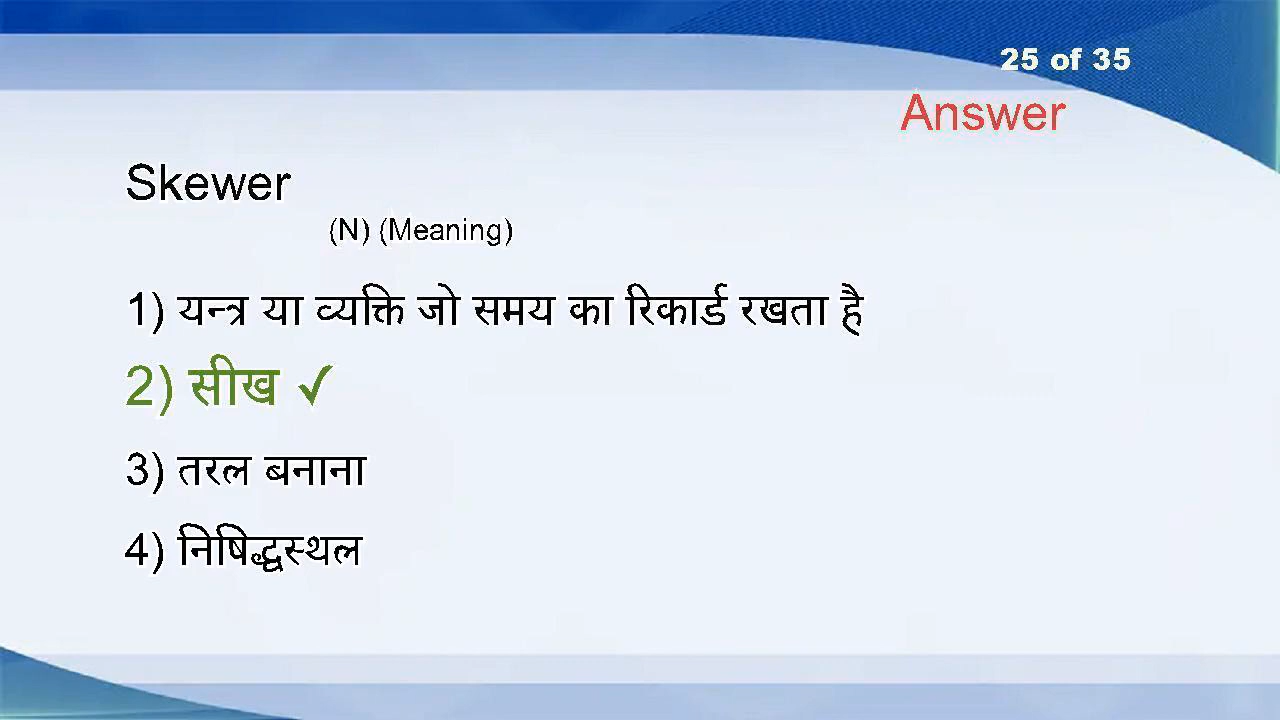 25 of 35
Answer
Skewer
(N) (Meaning)
1) यन्त्र या व्यक्ति जो समय का रिकार्ड रखता है
2) सीख ✓
3) तरल बनाना
4) निषिद्धस्थल